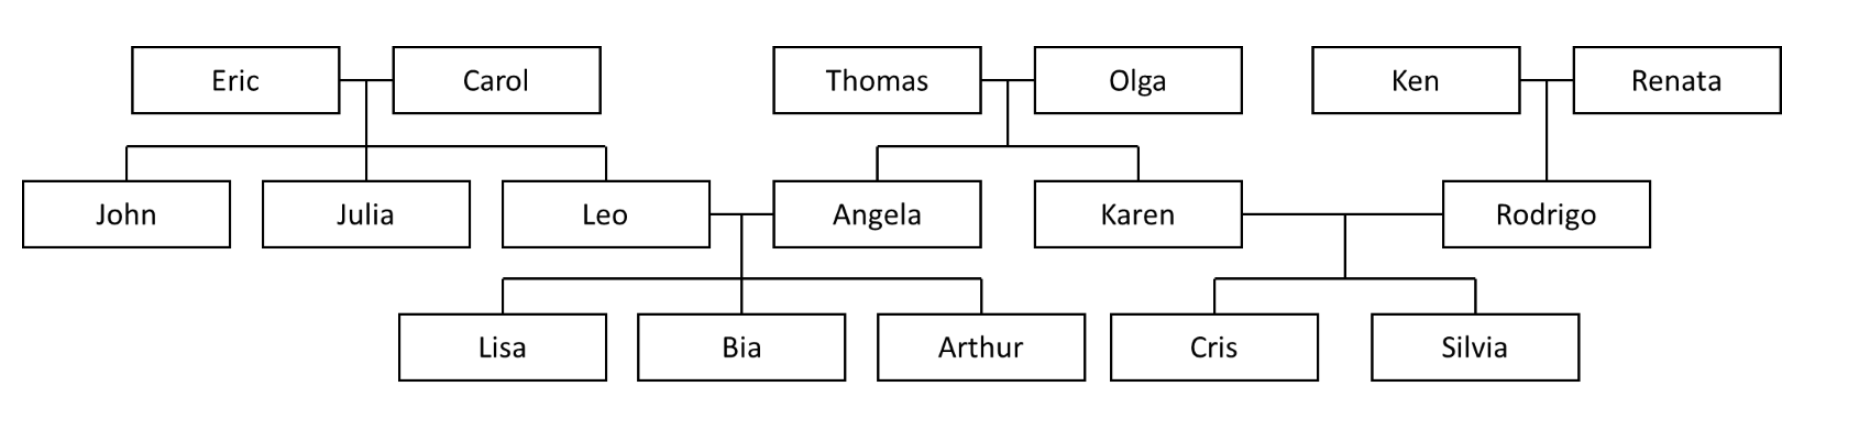 Eric
Carol
Thomas
Olga
Ken
Renata
John
Julia
Leo
Angela
Karen
Rodrigo
Lisa
Bia
Arthur
Cris
Silvia